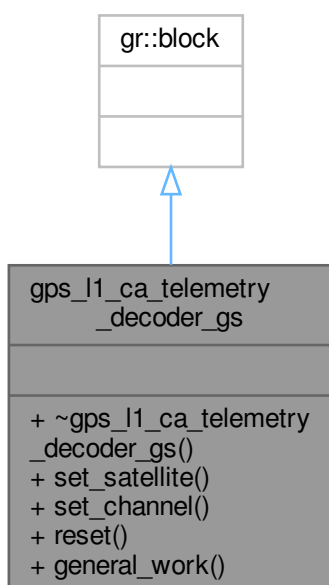 gr::block
gps_l1_ca_telemetry
_decoder_gs
+ ~gps_l1_ca_telemetry
_decoder_gs()
+ set_satellite()
+ set_channel()
+ reset()
+ general_work()